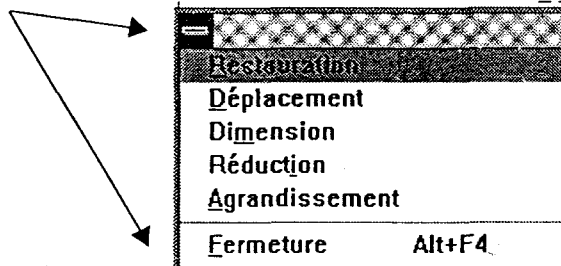 Restauration
Déplacement
Dimension
Réduction
Agrandissement
Fermeture Alt+F4